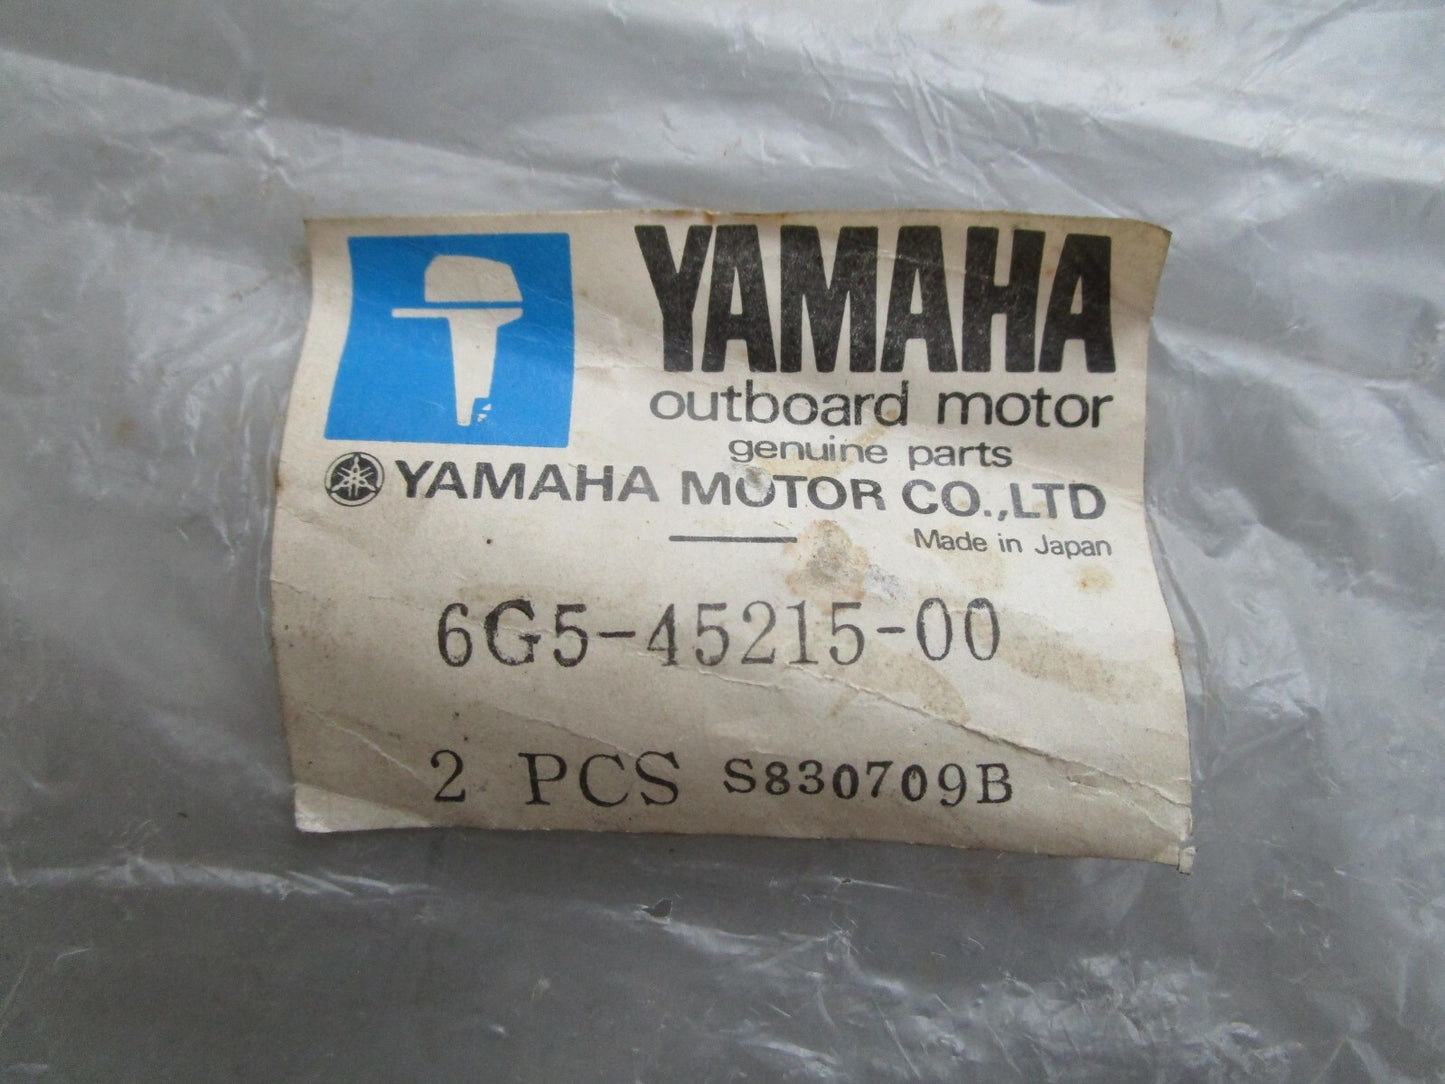 YAMAHA
outboard motor
genuine parts
YAMAHA MOTOR CO.,LTD
Made in Japan
6G5-45215-00
2 PCS S830709B